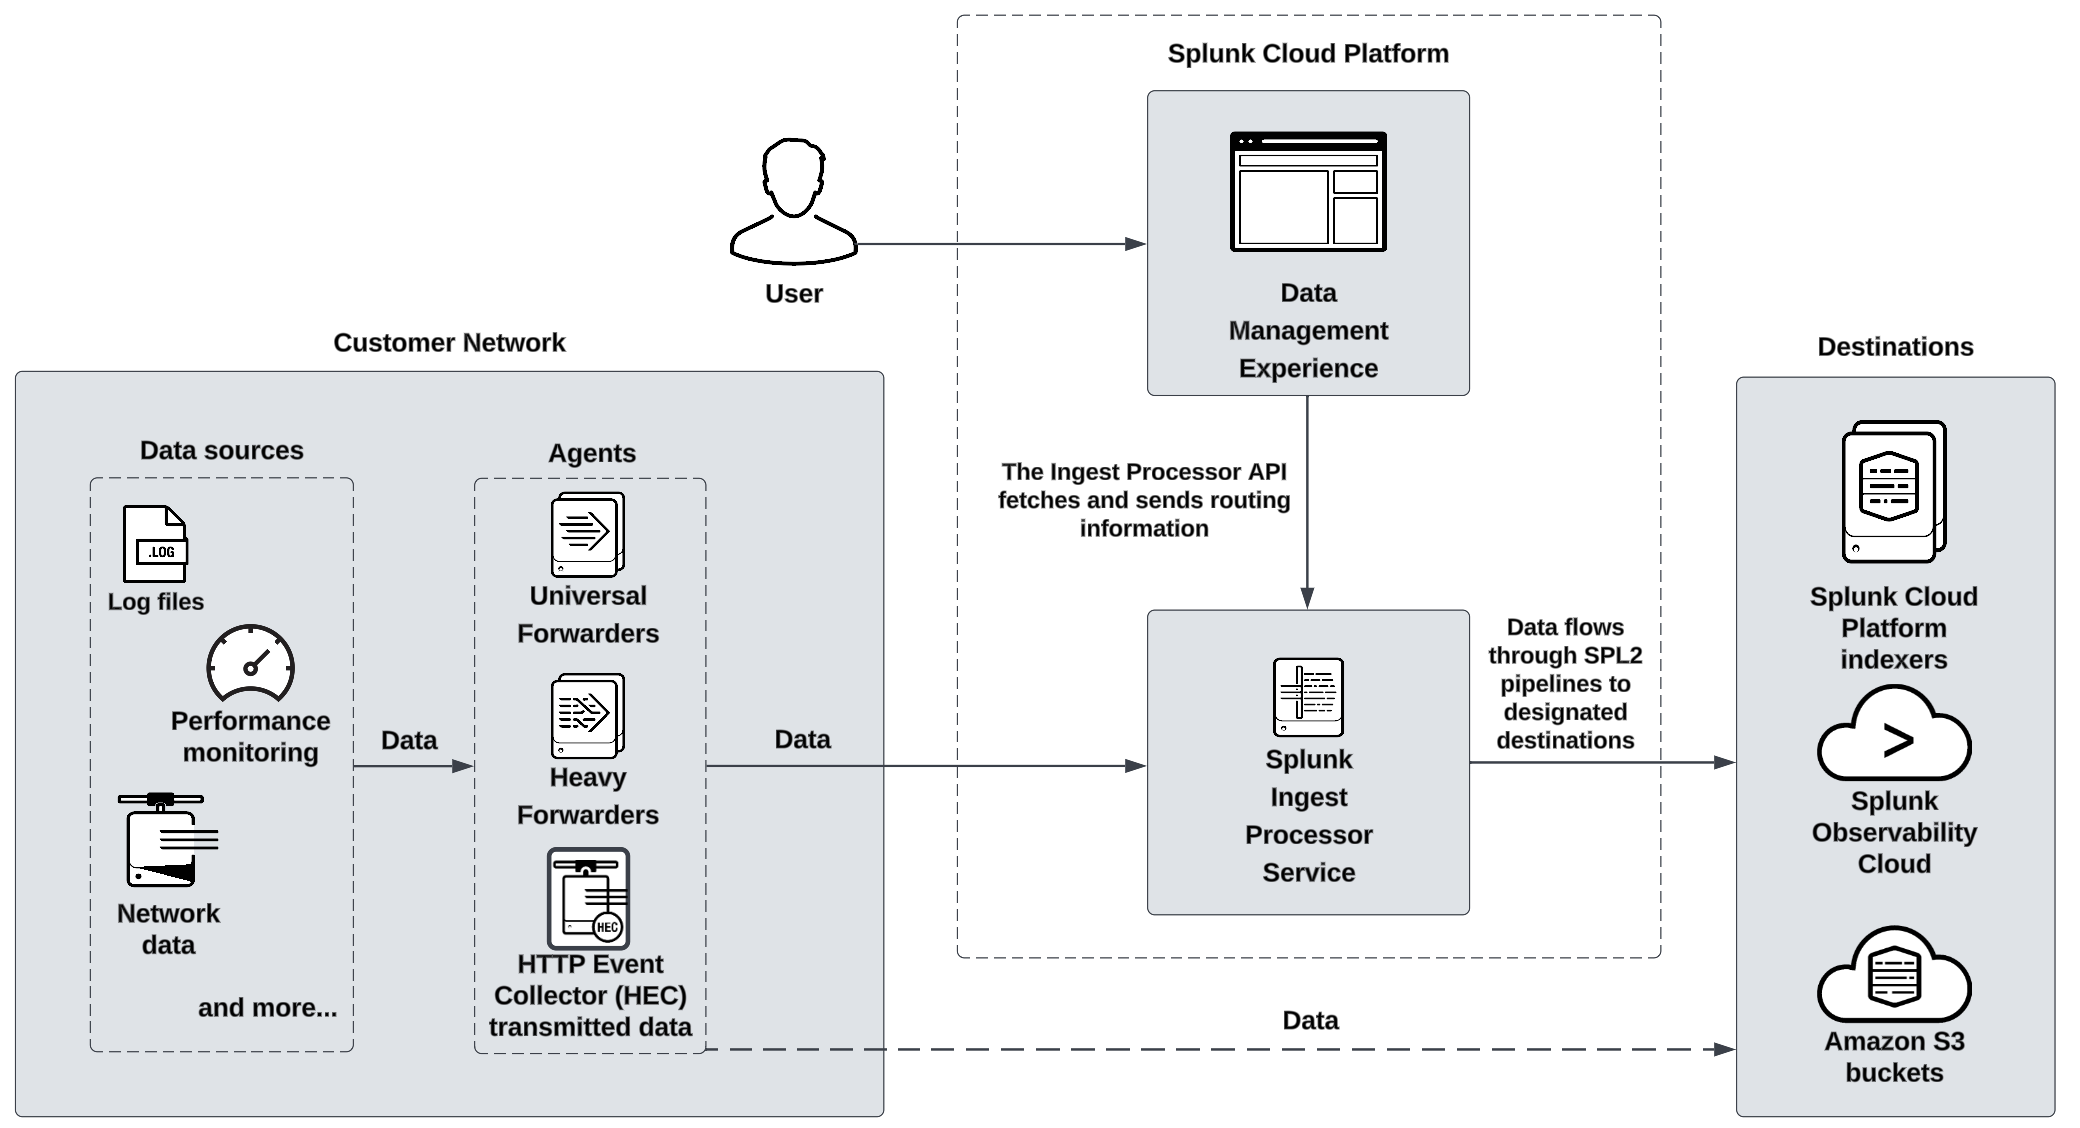 Splunk Cloud Platform
Data
Management
Experience
User
Customer Network
Data sources
.LOG
Log files
Performance
monitoring
Network
data
and more...
Data
Agents
Universal
Forwarders
Heavy
Forwarders
HEC
HTTP Event
Collector (HEC)
transmitted data
Data
The Ingest Processor API
fetches and sends routing
information
Splunk
Ingest
Processor
Service
Data flows
through SPL2
pipelines to
designated
destinations
Data
Destinations
Splunk Cloud
Platform
indexers
>
Splunk
Observability
Cloud
Amazon S3
buckets